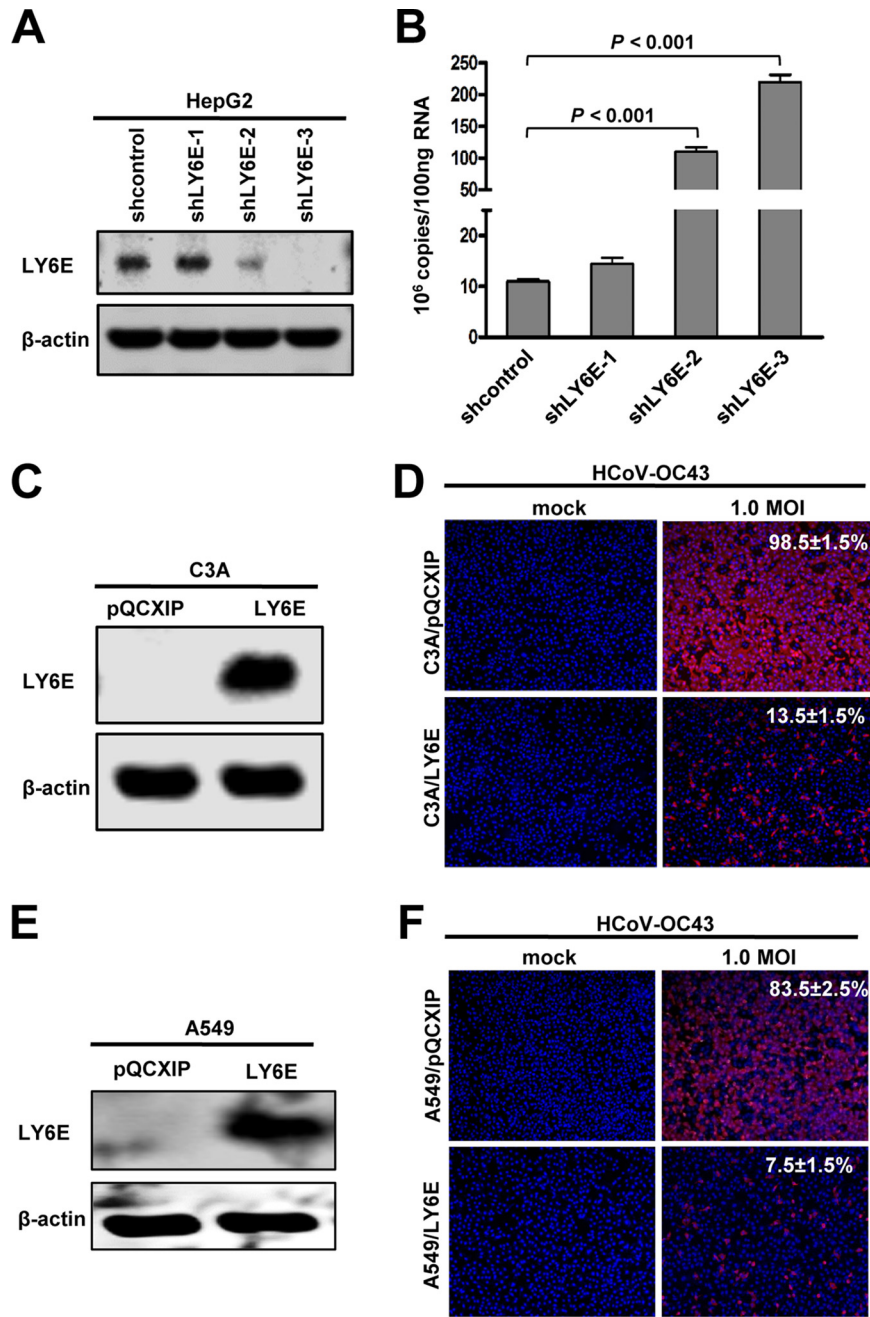 A
HepG2
shcontrol
shLY6E-1
shLY6E-2
shLY6E-3
LY6E
β-actin
B
P < 0.001
P < 0.001
10⁶ copies/100ng RNA
250
200
150
100
50
20
10
0
shcontrol
shLY6E-1
shLY6E-2
shLY6E-3
C
C3A
pQCXIP
LY6E
LY6E
β-actin
D
HCoV-OC43
mock
1.0 MOI
C3A/pQCXIP
98.5±1.5%
C3A/LY6E
13.5±1.5%
E
A549
pQCXIP
LY6E
LY6E
β-actin
F
HCoV-OC43
mock
1.0 MOI
A549/pQCXIP
83.5±2.5%
A549/LY6E
7.5±1.5%